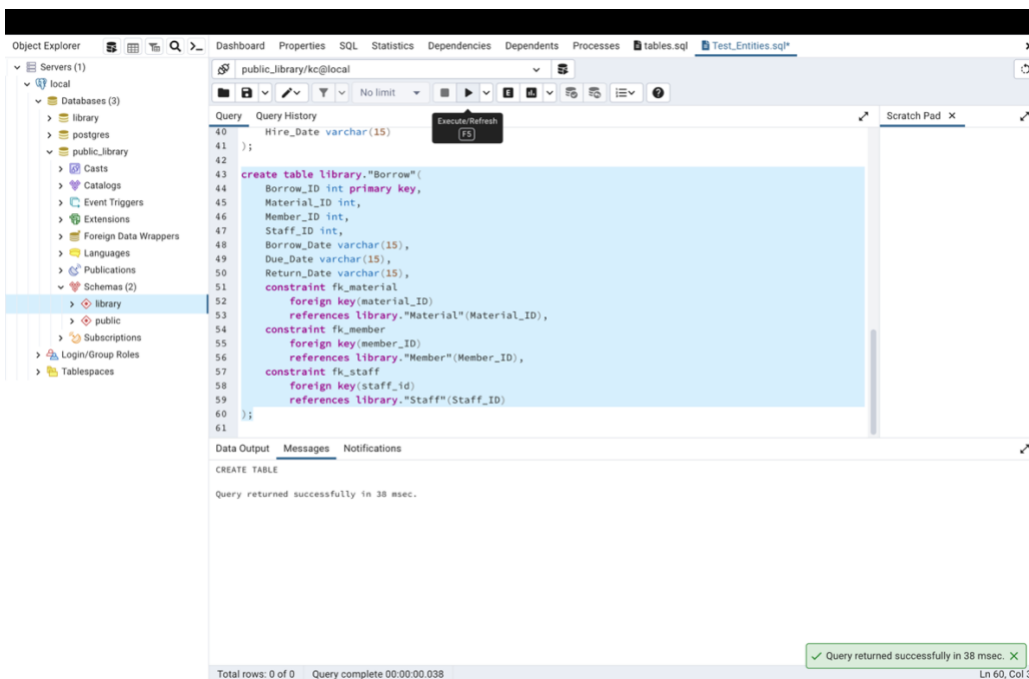 Object Explorer
Dashboard Properties SQL Statistics Dependencies Dependents Processes tables.sql Test_Entities.sql*
Servers (1)
local
Databases (3)
library
postgres
public_library
Casts
Catalogs
Event Triggers
Extensions
Foreign Data Wrappers
Languages
Publications
Schemas (2)
library
public
Subscriptions
Login/Group Roles
Tablespaces
public_library/kc@local
No limit
Execute/Refresh
F5
Query Query History
Scratch Pad
40 Hire_Date varchar(15)
41 );
42
43 create table library."Borrow"(
44 Borrow_ID int primary key,
45 Material_ID int,
46 Member_ID int,
47 Staff_ID int,
48 Borrow_Date varchar(15),
49 Due_Date varchar(15),
50 Return_Date varchar(15),
51 constraint fk_material
52 foreign key(material_ID)
53 references library."Material"(Material_ID),
54 constraint fk_member
55 foreign key(member_ID)
56 references library."Member"(Member_ID),
57 constraint fk_staff
58 foreign key(staff_id)
59 references library."Staff"(Staff_ID)
60 );
61
Data Output Messages Notifications
CREATE TABLE
Query returned successfully in 38 msec.
Query returned successfully in 38 msec.
Total rows: 0 of 0 Query complete 00:00:00.038
Ln 60, Col